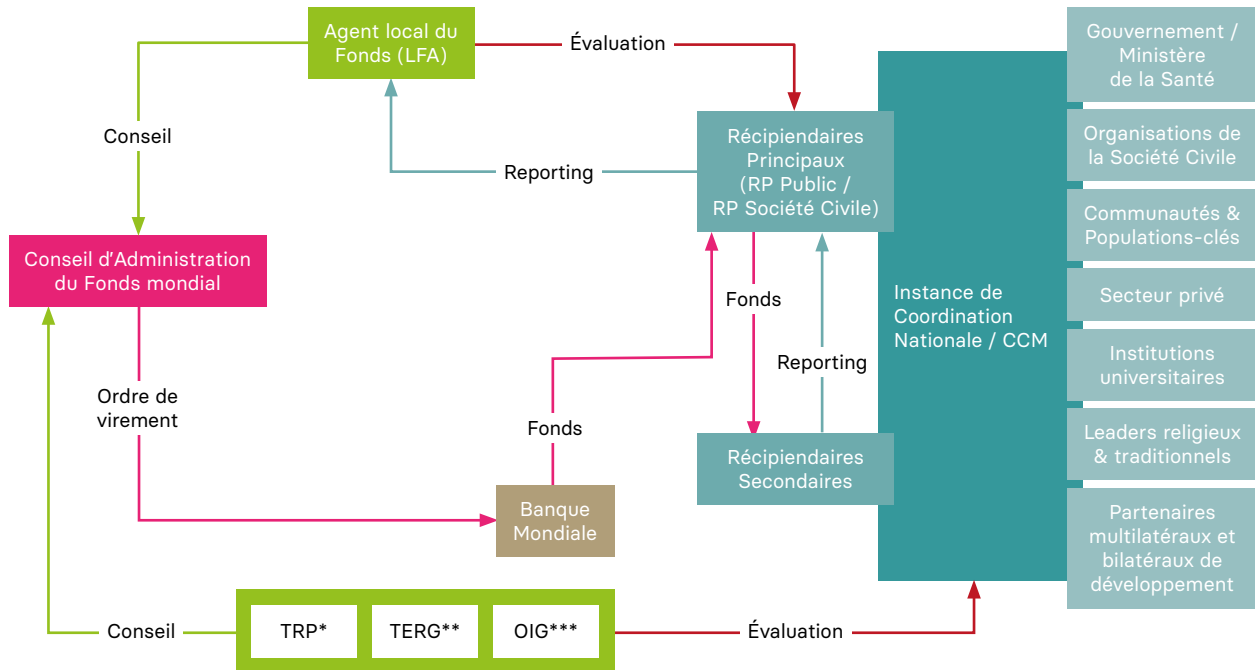 Agent local du
Fonds (LFA)
Évaluation
Gouvernement /
Ministère
de la Santé
Conseil
Récipiendaires
Principaux
(RP Public /
RP Société Civile)
Organisations de
la Société Civile
Reporting
Communautés &
Populations-clés
Conseil d'Administration
du Fonds mondial
Fonds
Instance de
Coordination
Nationale / CCM
Secteur privé
Reporting
Institutions
universitaires
Ordre de
virement
Fonds
Récipiendaires
Secondaires
Leaders religieux
& traditionnels
Banque
Mondiale
Partenaires
multilatéraux et
bilatéraux de
développement
Conseil
TRP*
TERG**
OIG***
Évaluation